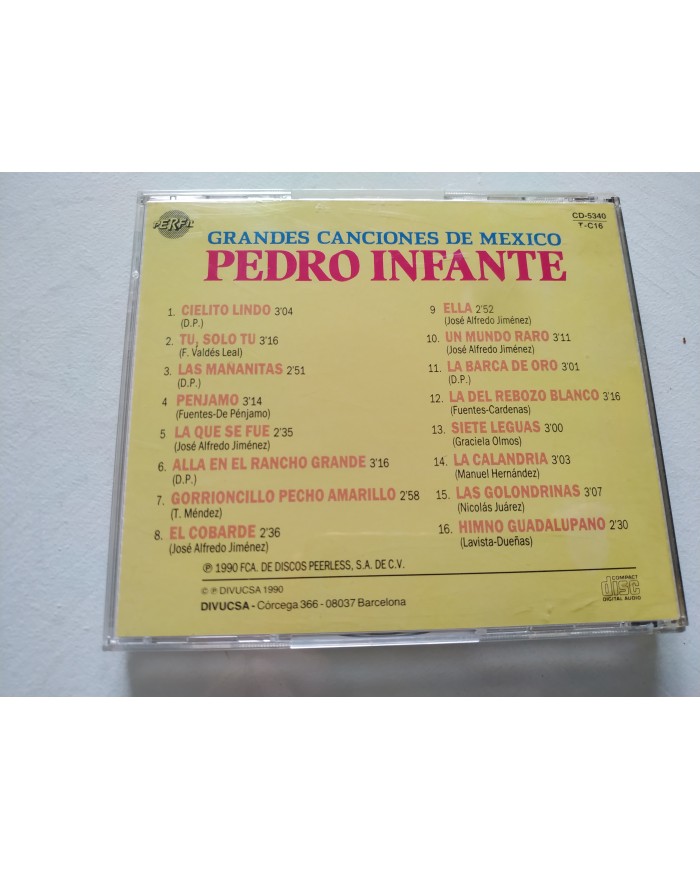 PERFIL
CD-5340
T-C16
GRANDES CANCIONES DE MEXICO
PEDRO INFANTE
1. CIELITO LINDO 3'04
(D.P.)
2. TU, SOLO TU 3'16
(F. Valdés Leal)
3. LAS MAÑANITAS 2'51
(D.P.)
4 PENJAMO 3'14
(Fuentes-De Pénjamo)
5 LA QUE SE FUE 2'35
(José Alfredo Jiménez)
6. ALLA EN EL RANCHO GRANDE 3'16
(D.P.)
7. GORRIONCILLO PECHO AMARILLO 2'58
(T. Méndez)
8. EL COBARDE 2'36
(José Alfredo Jiménez)
9 ELLA 2'52
(José Alfredo Jiménez)
10. UN MUNDO RARO 3'11
(José Alfredo Jiménez)
11. LA BARCA DE ORO 3'01
(D.P.)
12. LA DEL REBOZO BLANCO 3'16
(Fuentes-Cardenas)
13. SIETE LEGUAS 3'00
(Graciela Olmos)
14. LA CALANDRIA 3'03
(Manuel Hernández)
15. LAS GOLONDRINAS 3'07
(Nicolás Juárez)
16. HIMNO GUADALUPANO 2'30
(Lavista-Dueñas)
℗ 1990 FCA. DE DISCOS PEERLESS, S.A. DE C.V.
© ℗ DIVUCSA 1990
DIVUCSA - Córcega 366 - 08037 Barcelona
COMPACT
disc
DIGITAL AUDIO